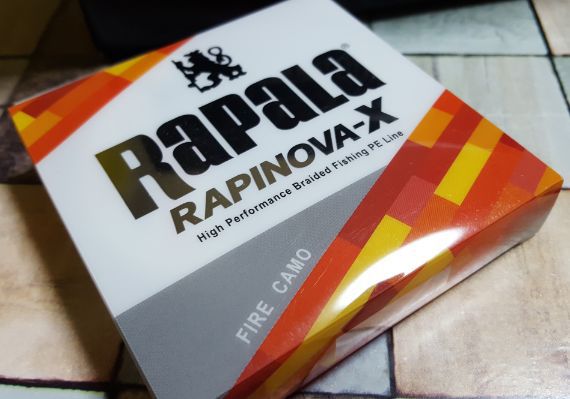 Rapala®
RAPINOVA-X
High Performance Braided Fishing PE Line
FIRE CAMO